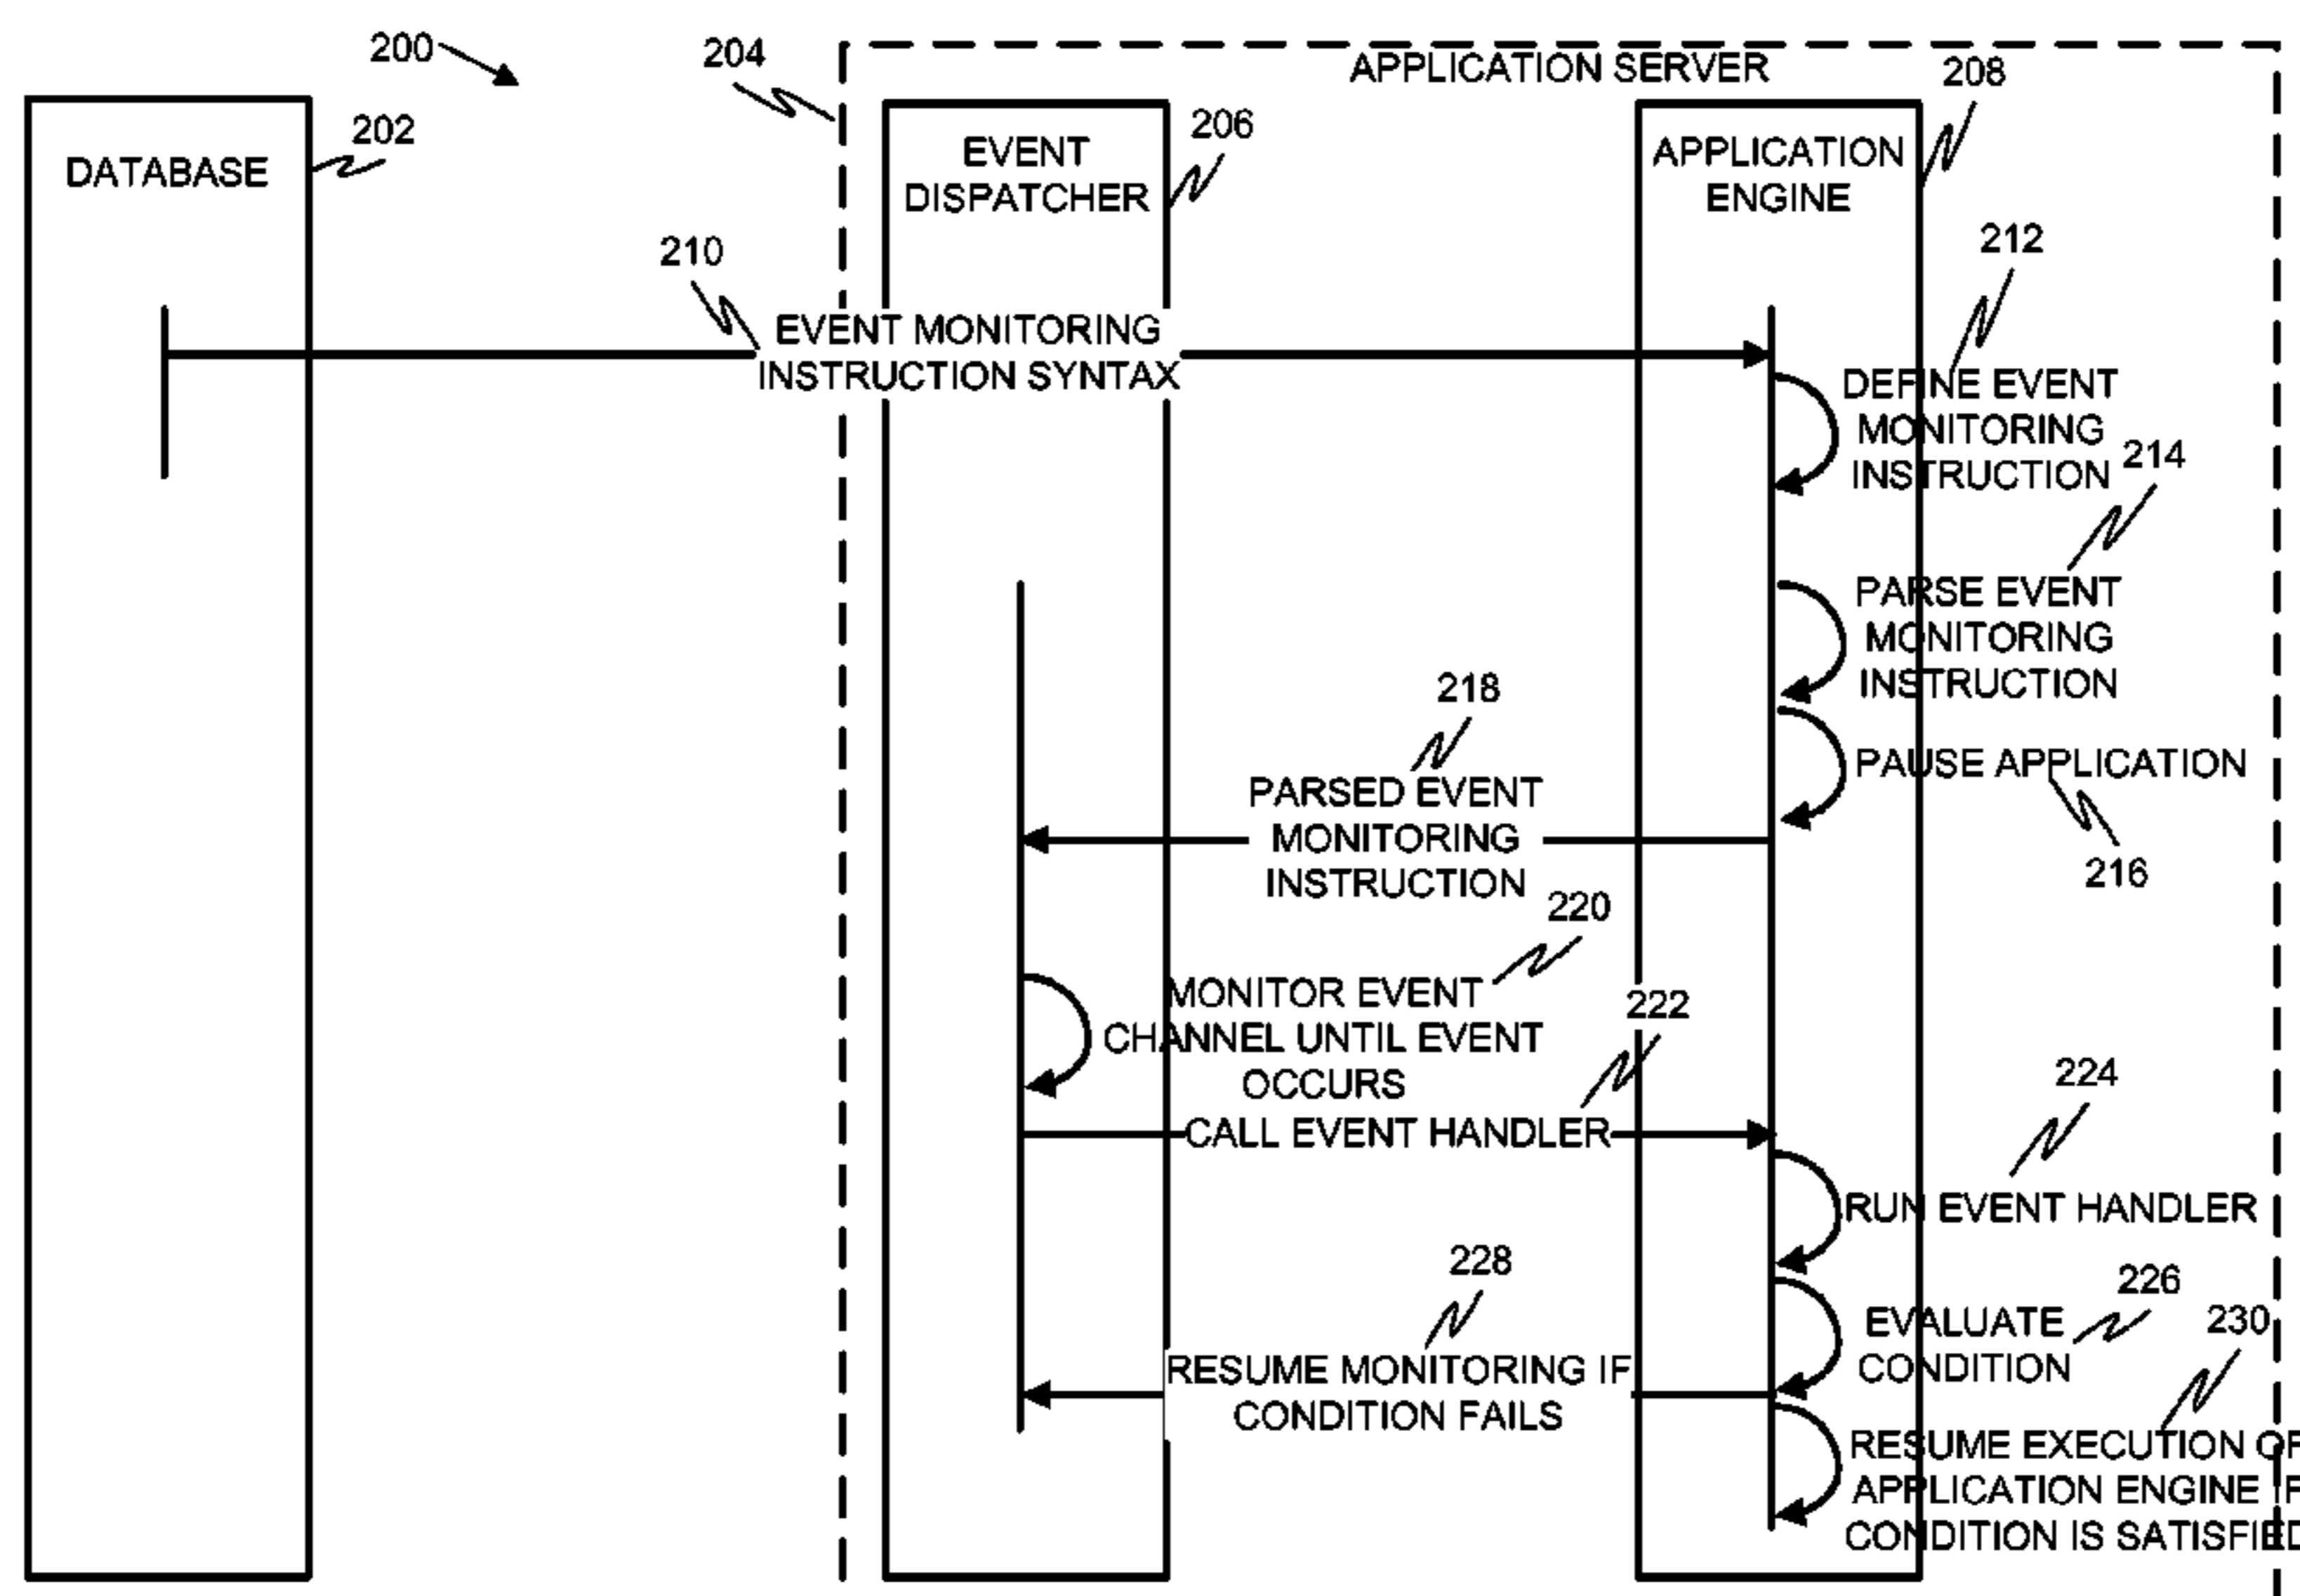 200
204
APPLICATION SERVER
208
202
206
DATABASE
EVENT
DISPATCHER
APPLICATION
ENGINE
210
212
EVENT MONITORING
INSTRUCTION SYNTAX
DEFINE EVENT
MONITORING
INSTRUCTION
214
PARSE EVENT
MONITORING
INSTRUCTION
218
PAUSE APPLICATION
216
PARSED EVENT
MONITORING
INSTRUCTION
220
MONITOR EVENT
CHANNEL UNTIL EVENT
OCCURS
222
CALL EVENT HANDLER
224
RUN EVENT HANDLER
228
226
EVALUATE
CONDITION
230
RESUME MONITORING IF
CONDITION FAILS
RESUME EXECUTION OF
APPLICATION ENGINE IF
CONDITION IS SATISFIED